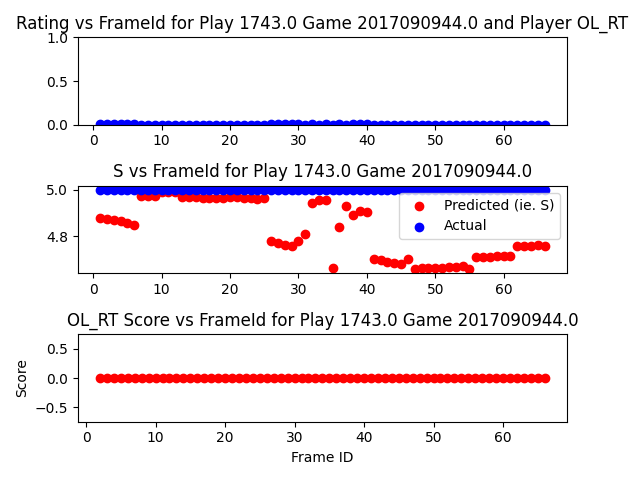 Rating vs FrameId for Play 1743.0 Game 2017090944.0 and Player OL_RT
1.0
0.5
0.0
0 10 20 30 40 50 60
S vs FrameId for Play 1743.0 Game 2017090944.0
5.0
4.8
Predicted (ie. S)
Actual
0 10 20 30 40 50 60
OL_RT Score vs FrameId for Play 1743.0 Game 2017090944.0
Score
0.5
0.0
−0.5
0 10 20 30 40 50 60
Frame ID